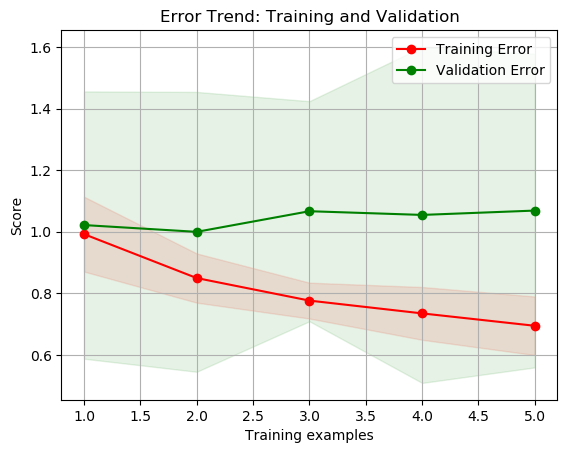 Error Trend: Training and Validation
Training Error
Validation Error
Score
1.6
1.4
1.2
1.0
0.8
0.6
1.0 1.5 2.0 2.5 3.0 3.5 4.0 4.5 5.0
Training examples